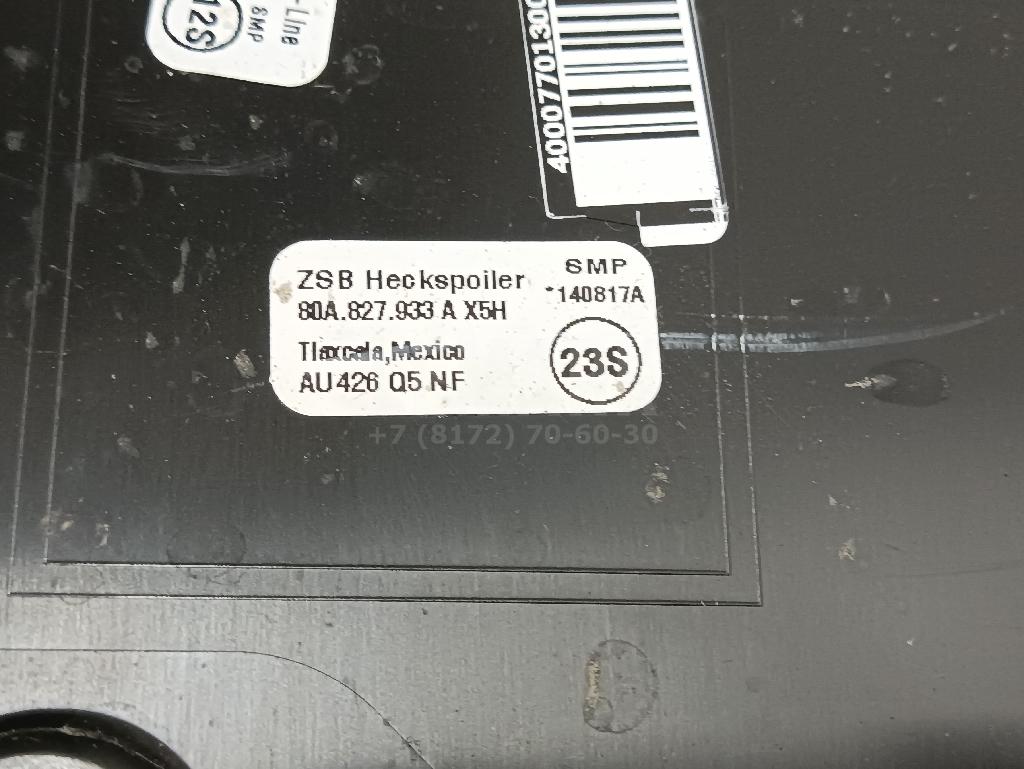 12S
-Line
SMP
4000770130
ZSB Heckspoiler
SMP
80A.827.933 A X5H
*140817A
Tlaxcala,Mexico
23S
AU426 Q5 NF
+7 (8172) 70-60-30